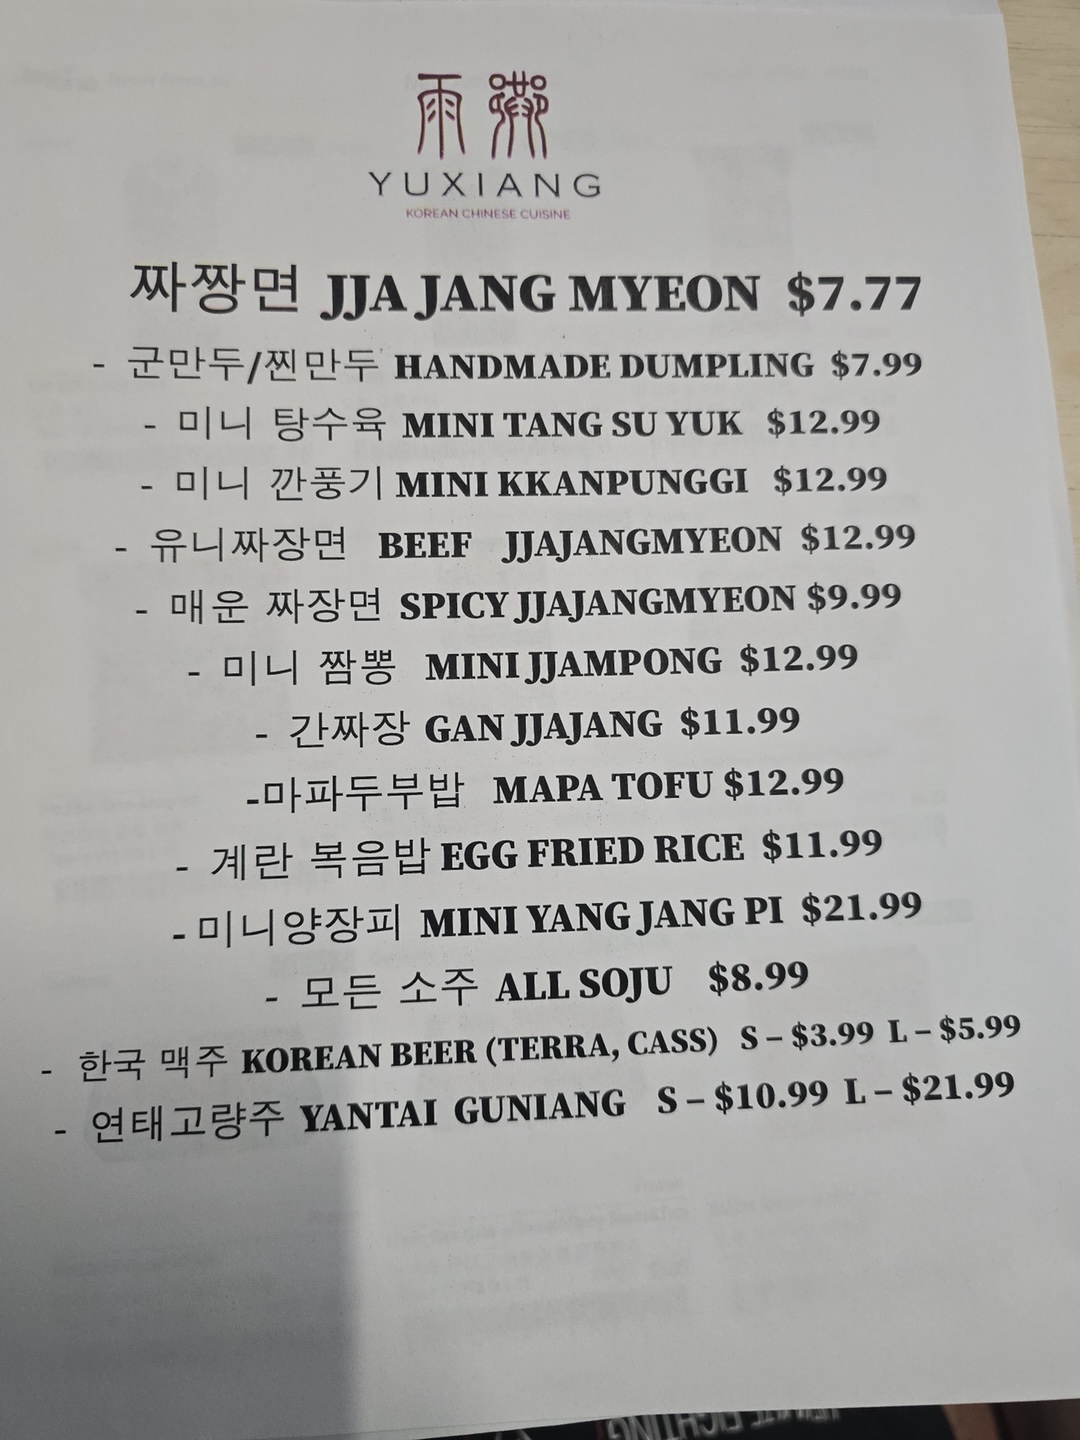 YUXIANG
KOREAN CHINESE CUISINE
짜짱면 JJA JANG MYEON $7.77
- 군만두/찐만두 HANDMADE DUMPLING $7.99
- 미니 탕수육 MINI TANG SU YUK $12.99
- 미니 깐풍기 MINI KKANPUNGGI $12.99
- 유니짜장면 BEEF JJAJANGMYEON $12.99
- 매운 짜장면 SPICY JJAJANGMYEON $9.99
- 미니 짬뽕 MINI JJAMPONG $12.99
- 간짜장 GAN JJAJANG $11.99
-마파두부밥 MAPA TOFU $12.99
- 계란 복음밥 EGG FRIED RICE $11.99
- 미니양장피 MINI YANG JANG PI $21.99
- 모든 소주 ALL SOJU $8.99
- 한국 맥주 KOREAN BEER (TERRA, CASS) S – $3.99 L – $5.99
- 연태고량주 YANTAI GUNIANG S – $10.99 L – $21.99